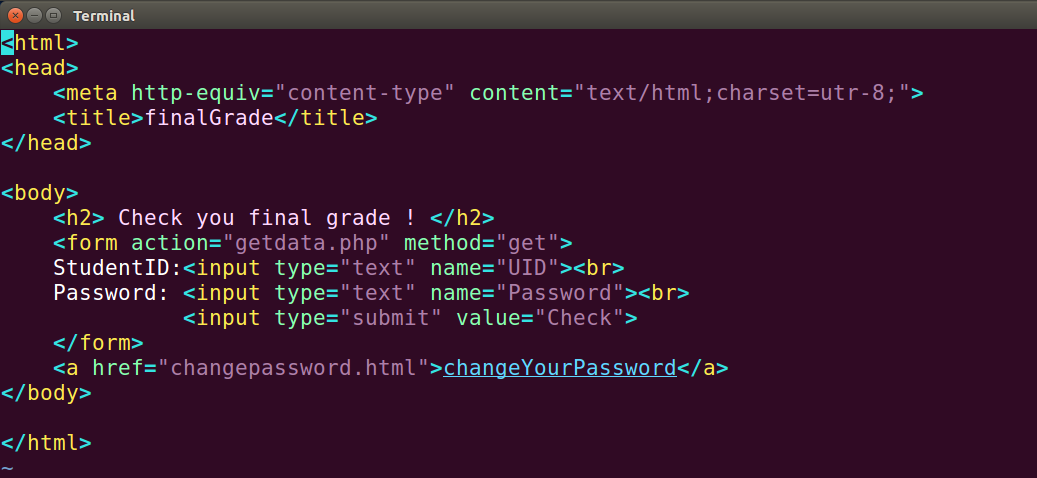 Terminal
<html>
<head>
    <meta http-equiv="content-type" content="text/html;charset=utr-8;">
    <title>finalGrade</title>
</head>

<body>
    <h2> Check you final grade ! </h2>
    <form action="getdata.php" method="get">
    StudentID:<input type="text" name="UID"><br>
    Password: <input type="text" name="Password"><br>
              <input type="submit" value="Check">
    </form>
    <a href="changepassword.html">changeYourPassword</a>
</body>

</html>
~